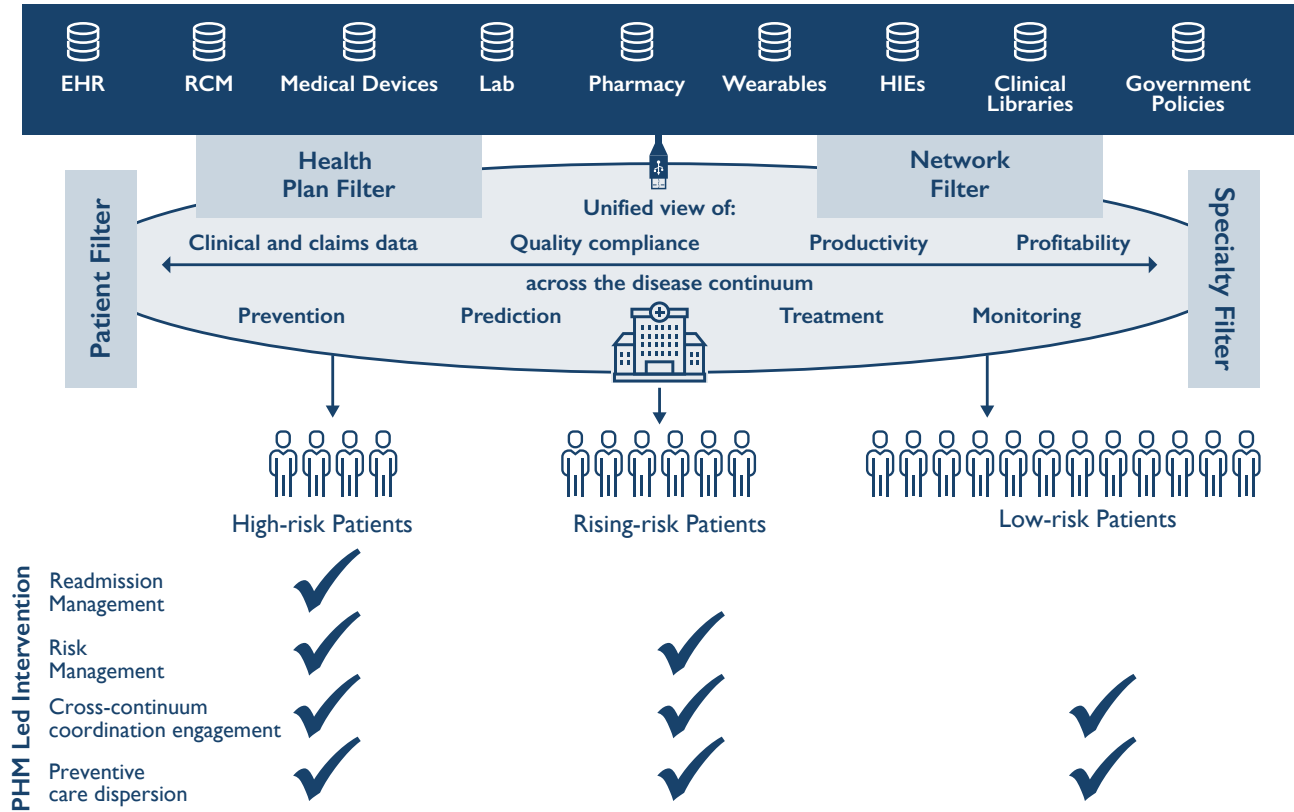 EHR
RCM
Medical Devices
Lab
Pharmacy
Wearables
HIEs
Clinical
Libraries
Government
Policies
Health
Plan Filter
Network
Filter
Patient Filter
Specialty Filter
Unified view of:
Clinical and claims data
Quality compliance
Productivity
Profitability
across the disease continuum
Prevention
Prediction
Treatment
Monitoring
High-risk Patients
Rising-risk Patients
Low-risk Patients
PHM Led Intervention
Readmission
Management
Risk
Management
Cross-continuum
coordination engagement
Preventive
care dispersion